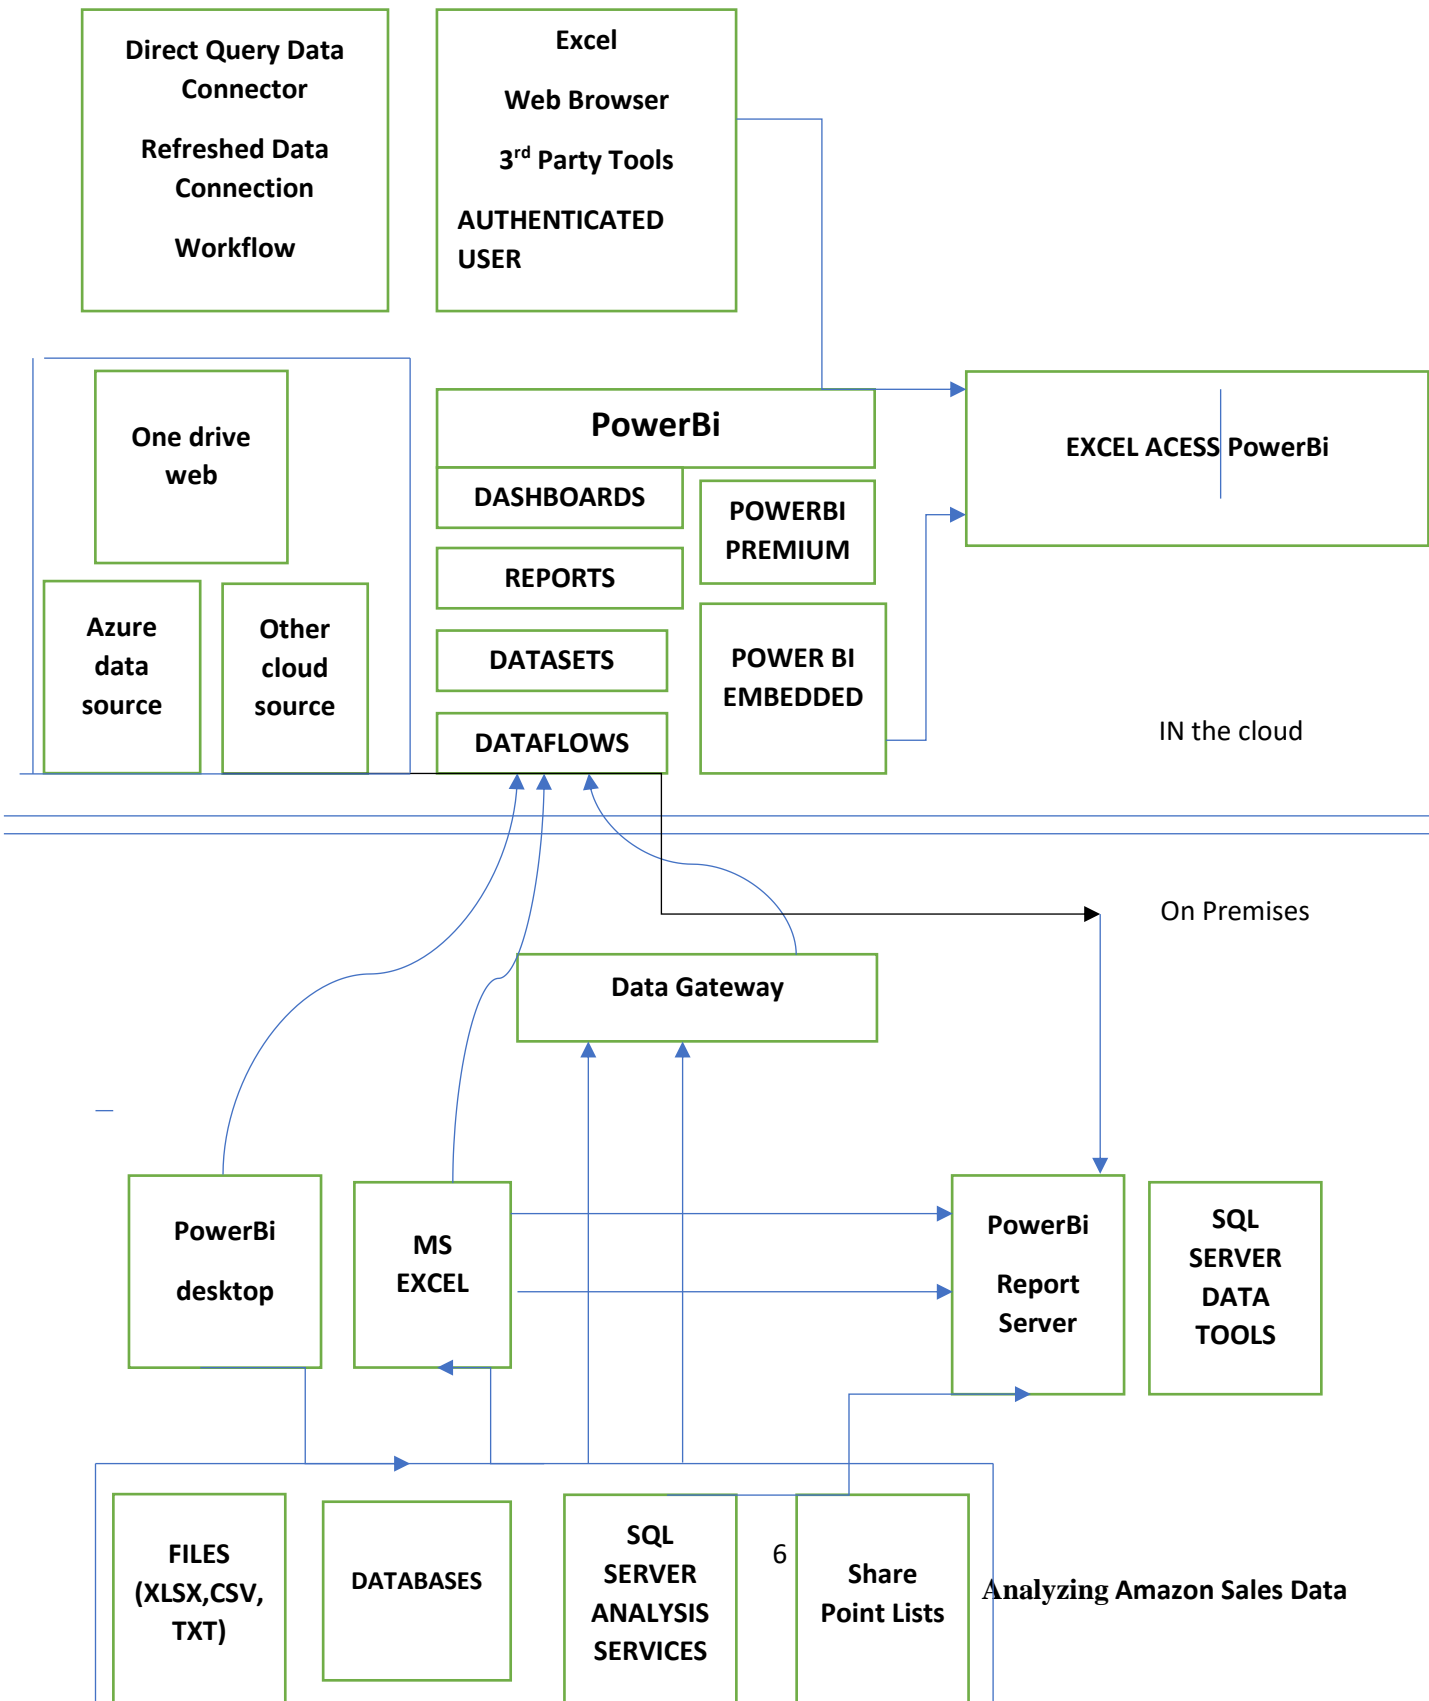 Direct Query Data
Connector
Refreshed Data
Connection
Workflow
Excel
Web Browser
3rd Party Tools
AUTHENTICATED
USER
One drive
web
Azure
data
source
Other
cloud
source
PowerBi
DASHBOARDS
REPORTS
DATASETS
DATAFLOWS
POWERBI
PREMIUM
POWER BI
EMBEDDED
EXCEL ACESS PowerBi
IN the cloud
On Premises
Data Gateway
PowerBi
desktop
MS
EXCEL
PowerBi
Report
Server
SQL
SERVER
DATA
TOOLS
FILES
(XLSX,CSV,
TXT)
DATABASES
SQL
SERVER
ANALYSIS
SERVICES
6
Share
Point Lists
Analyzing Amazon Sales Data